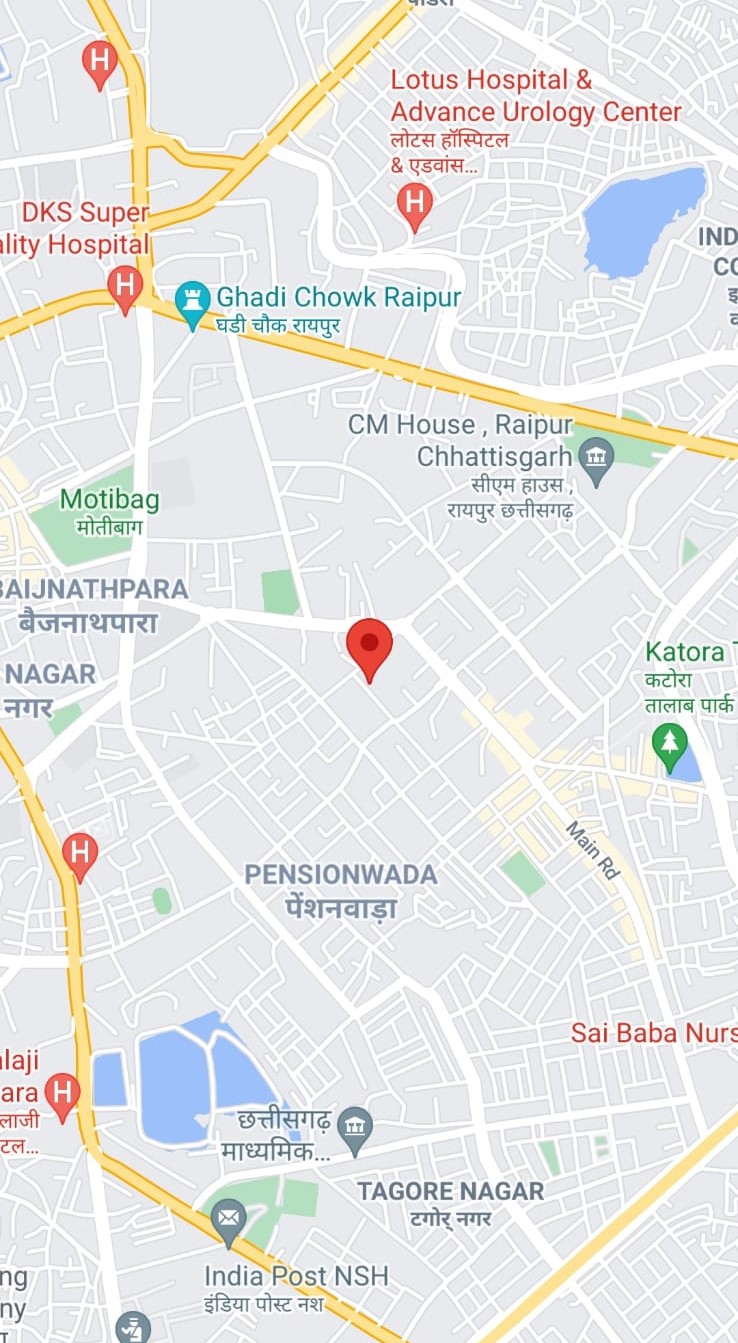 Lotus Hospital &
Advance Urology Center
लोटस हॉस्पिटल
& एडवांस...
DKS Super
ality Hospital
IND
CO
Ghadi Chowk Raipur
घडी चौक रायपुर
CM House , Raipur
Chhattisgarh
सीएम हाउस ,
रायपुर छत्तीसगढ़
Motibag
मोतीबाग
BAIJNATHPARA
बैजनाथपारा
NAGAR
नगर
Katora T
कटोरा
तालाब पार्क
Main Rd
PENSIONWADA
पेंशनवाड़ा
Sai Baba Nurs
alaji
ara
लाजी
टल...
छत्तीसगढ़
माध्यमिक...
TAGORE NAGAR
टगोर् नगर
India Post NSH
इंडिया पोस्ट नश
ng
ny